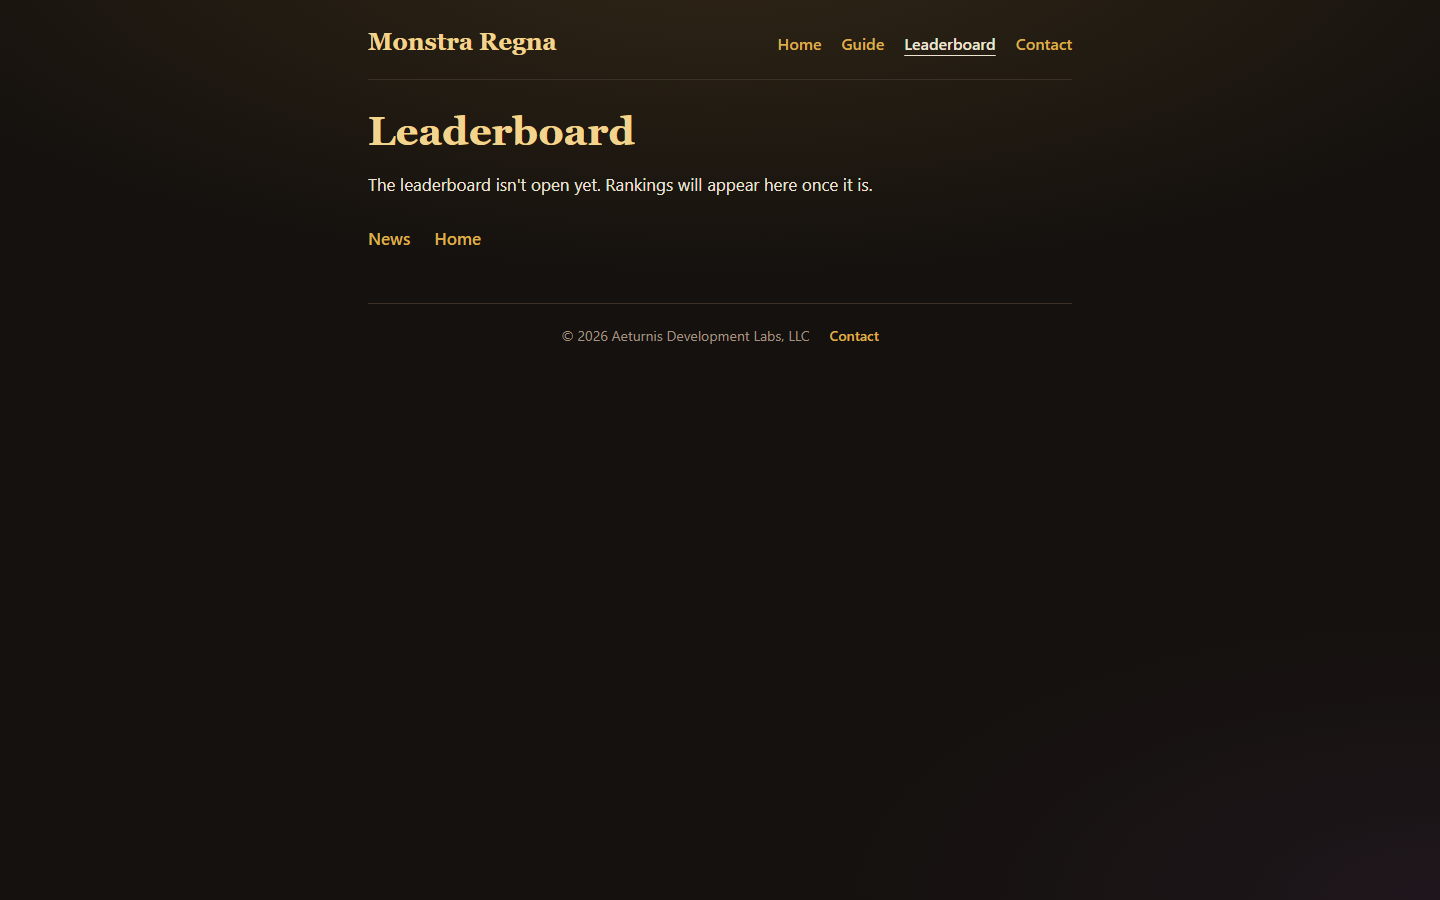 Monstra Regna
Home Guide Leaderboard Contact
Leaderboard
The leaderboard isn't open yet. Rankings will appear here once it is.
News Home
© 2026 Aeturnis Development Labs, LLC Contact